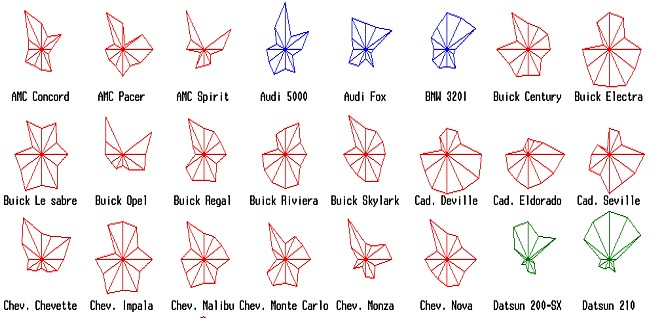 AMC Concord AMC Pacer AMC Spirit Audi 5000 Audi Fox BMW 320I Buick Century Buick Electra
Buick Le sabre Buick Opel Buick Regal Buick Riviera Buick Skylark Cad. Deville Cad. Eldorado Cad. Seville
Chev. Chevette Chev. Impala Chev. Malibu Chev. Monte Carlo Chev. Monza Chev. Nova Datsun 200-SX Datsun 210